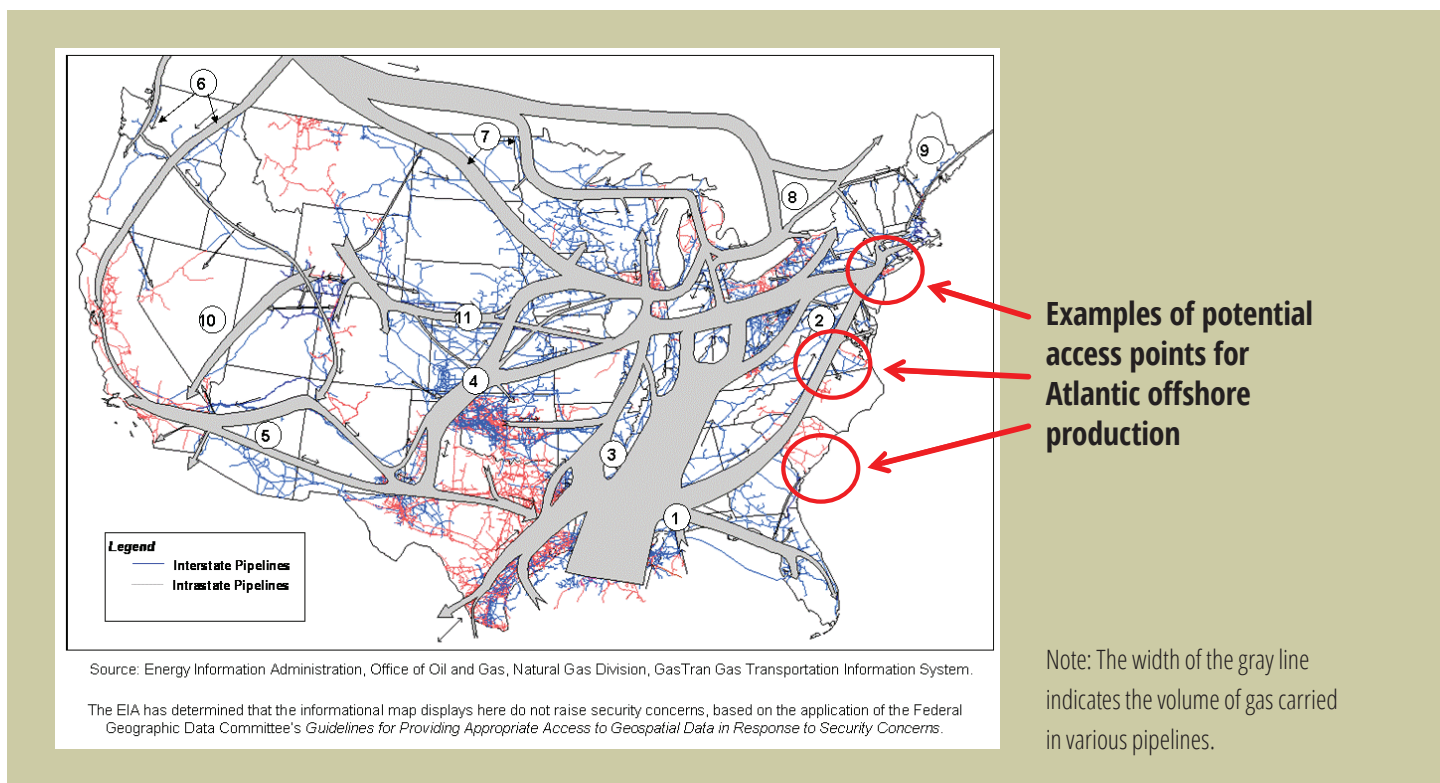 6
7
9
8
10
11
2
4
5
3
1
Legend
Interstate Pipelines
Intrastate Pipelines
Source: Energy Information Administration, Office of Oil and Gas, Natural Gas Division, GasTran Gas Transportation Information System.
The EIA has determined that the informational map displays here do not raise security concerns, based on the application of the Federal
Geographic Data Committee's Guidelines for Providing Appropriate Access to Geospatial Data in Response to Security Concerns.
Examples of potential
access points for
Atlantic offshore
production
Note: The width of the gray line
indicates the volume of gas carried
in various pipelines.